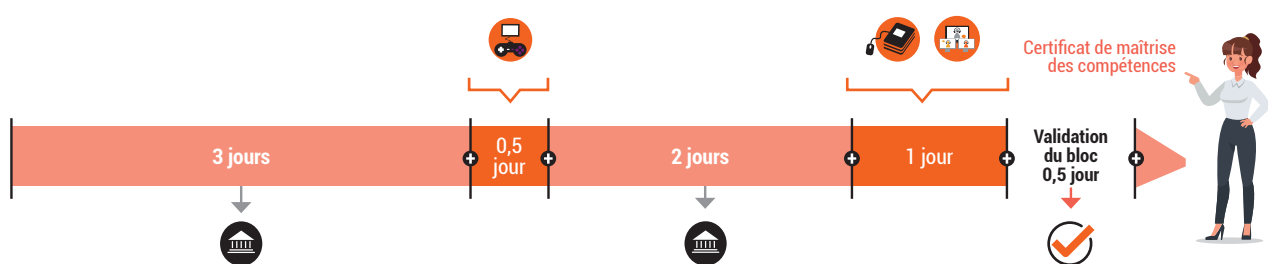 Certificat de maîtrise
des compétences
3 jours
0,5
jour
2 jours
1 jour
Validation
du bloc
0,5 jour